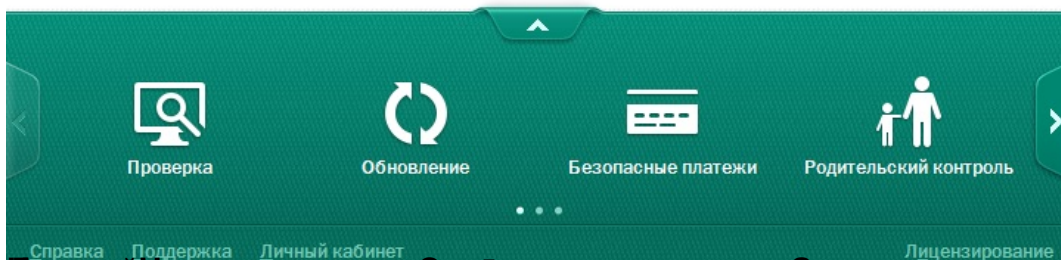 Проверка
Обновление
Безопасные платежи
Родительский контроль
Справка Поддержка Личный кабинет Лицензирование